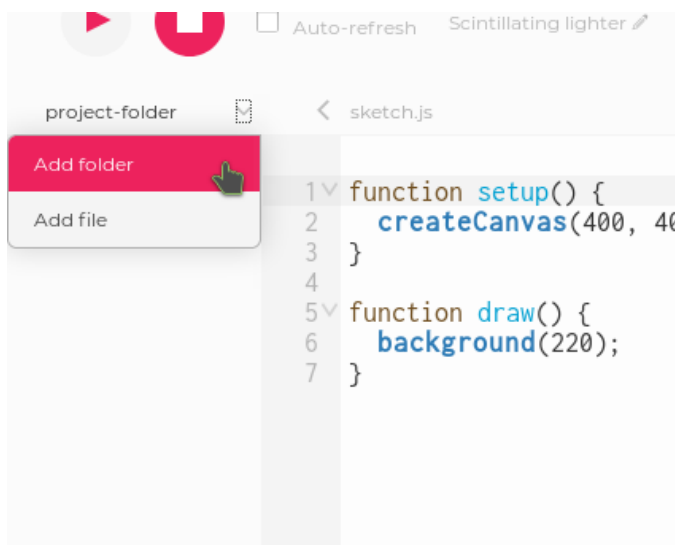 Auto-refresh Scintillating lighter
project-folder sketch.js
Add folder
Add file
1 function setup() {
2 createCanvas(400, 40
3 }
4
5 function draw() {
6 background(220);
7 }